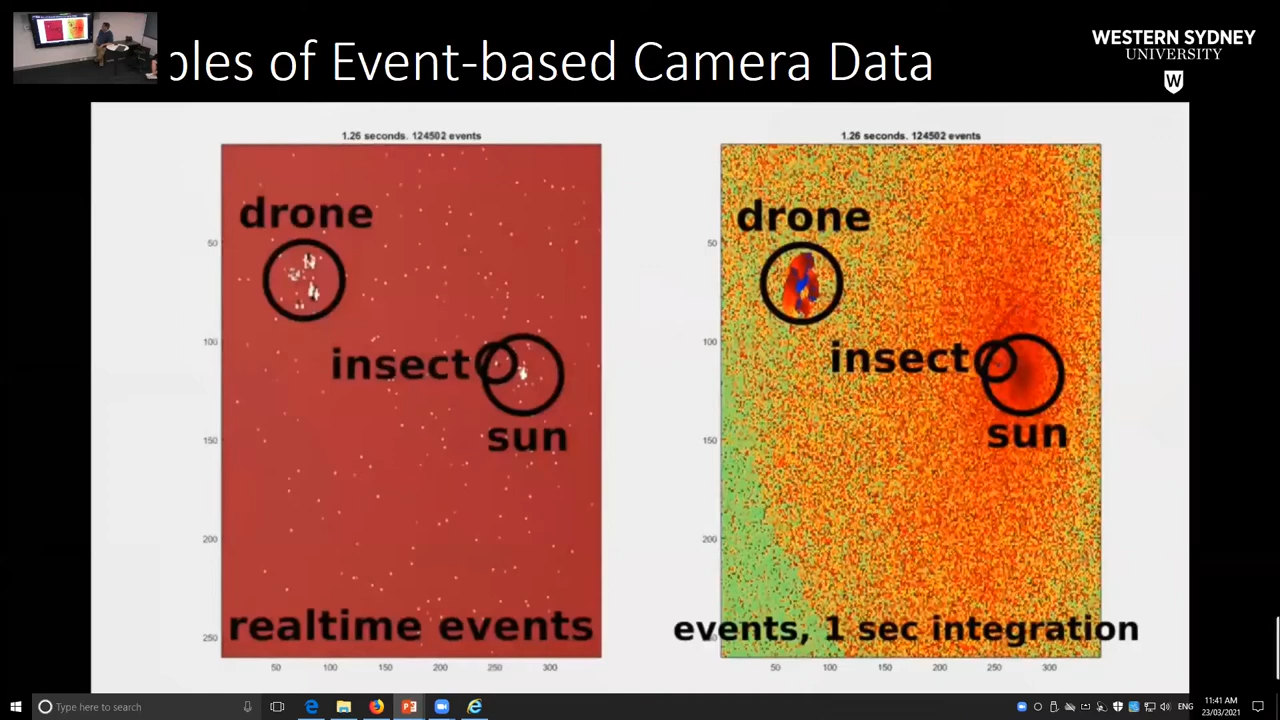 ples of Event-based Camera Data
WESTERN SYDNEY
UNIVERSITY
W
1.26 seconds. 124502 events
drone
insect
sun
realtime events
50
100
150
200
250
50
100
150
200
250
300
1.26 seconds. 124502 events
drone
insect
sun
events, 1 sec integration
50
100
150
200
50
100
150
200
250
300
Type here to search
ENG
11:41 AM
23/03/2021